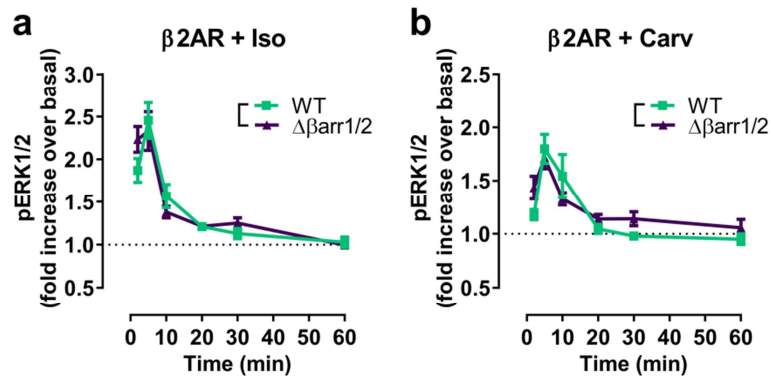 a
β2AR + Iso
pERK1/2
(fold increase over basal)
3.0
2.5
2.0
1.5
1.0
0.5
WT
Δβarr1/2
0 10 20 30 40 50 60
Time (min)
b
β2AR + Carv
pERK1/2
(fold increase over basal)
2.5
2.0
1.5
1.0
0.5
WT
Δβarr1/2
0 10 20 30 40 50 60
Time (min)